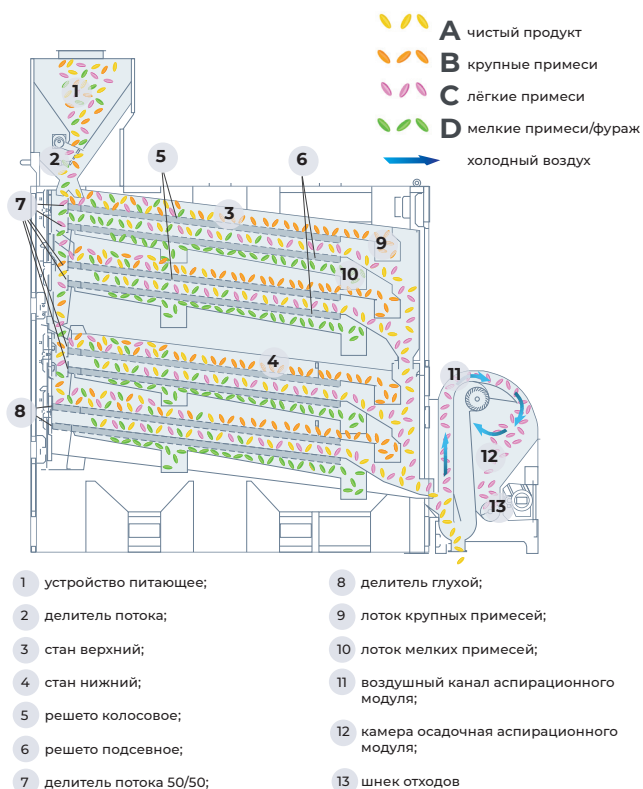 A чистый продукт
B крупные примеси
C лёгкие примеси
D мелкие примеси/фураж
холодный воздух
1
2
5
6
7
3
9
10
4
11
8
12
13
1 устройство питающее;
2 делитель потока;
3 стан верхний;
4 стан нижний;
5 решето колосовое;
6 решето подсевное;
7 делитель потока 50/50;
8 делитель глухой;
9 лоток крупных примесей;
10 лоток мелких примесей;
11 воздушный канал аспирационного
модуля;
12 камера осадочная аспирационного
модуля;
13 шнек отходов